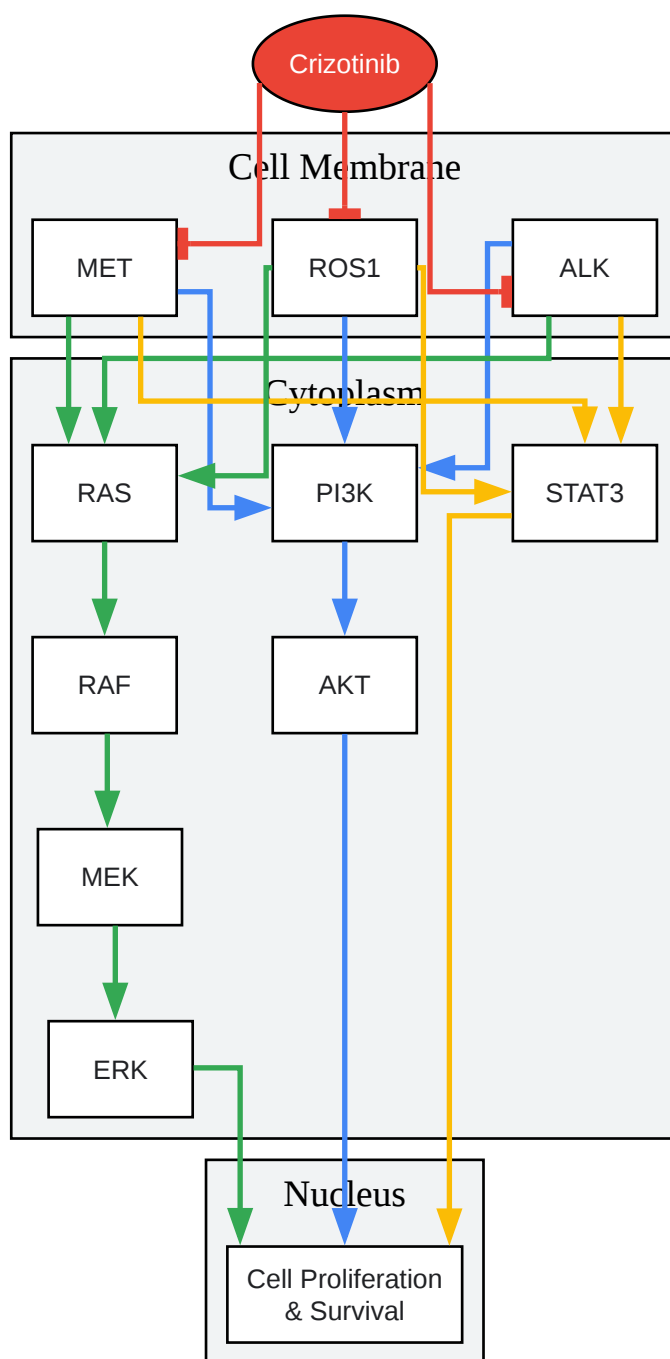 Crizotinib
Cell Membrane
MET
ROS1
ALK
Cytoplasm
RAS
PI3K
STAT3
RAF
AKT
MEK
ERK
Nucleus
Cell Proliferation
& Survival